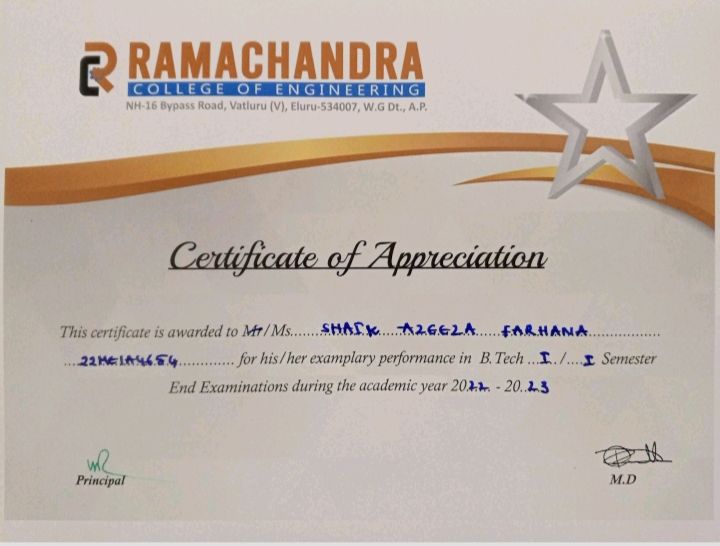 RAMACHANDRA
COLLEGE OF ENGINEERING
NH-16 Bypass Road, Vatluru (V), Eluru-534007, W.G Dt., A.P.
Certificate of Appreciation
This certificate is awarded to Mr/Ms......SHAIK....AZEEZA....FARHANA................
....22ME1A4654............. for his/her examplary performance in B.Tech ...I../....I Semester
End Examinations during the academic year 2022. - 20..23
Principal
M.D